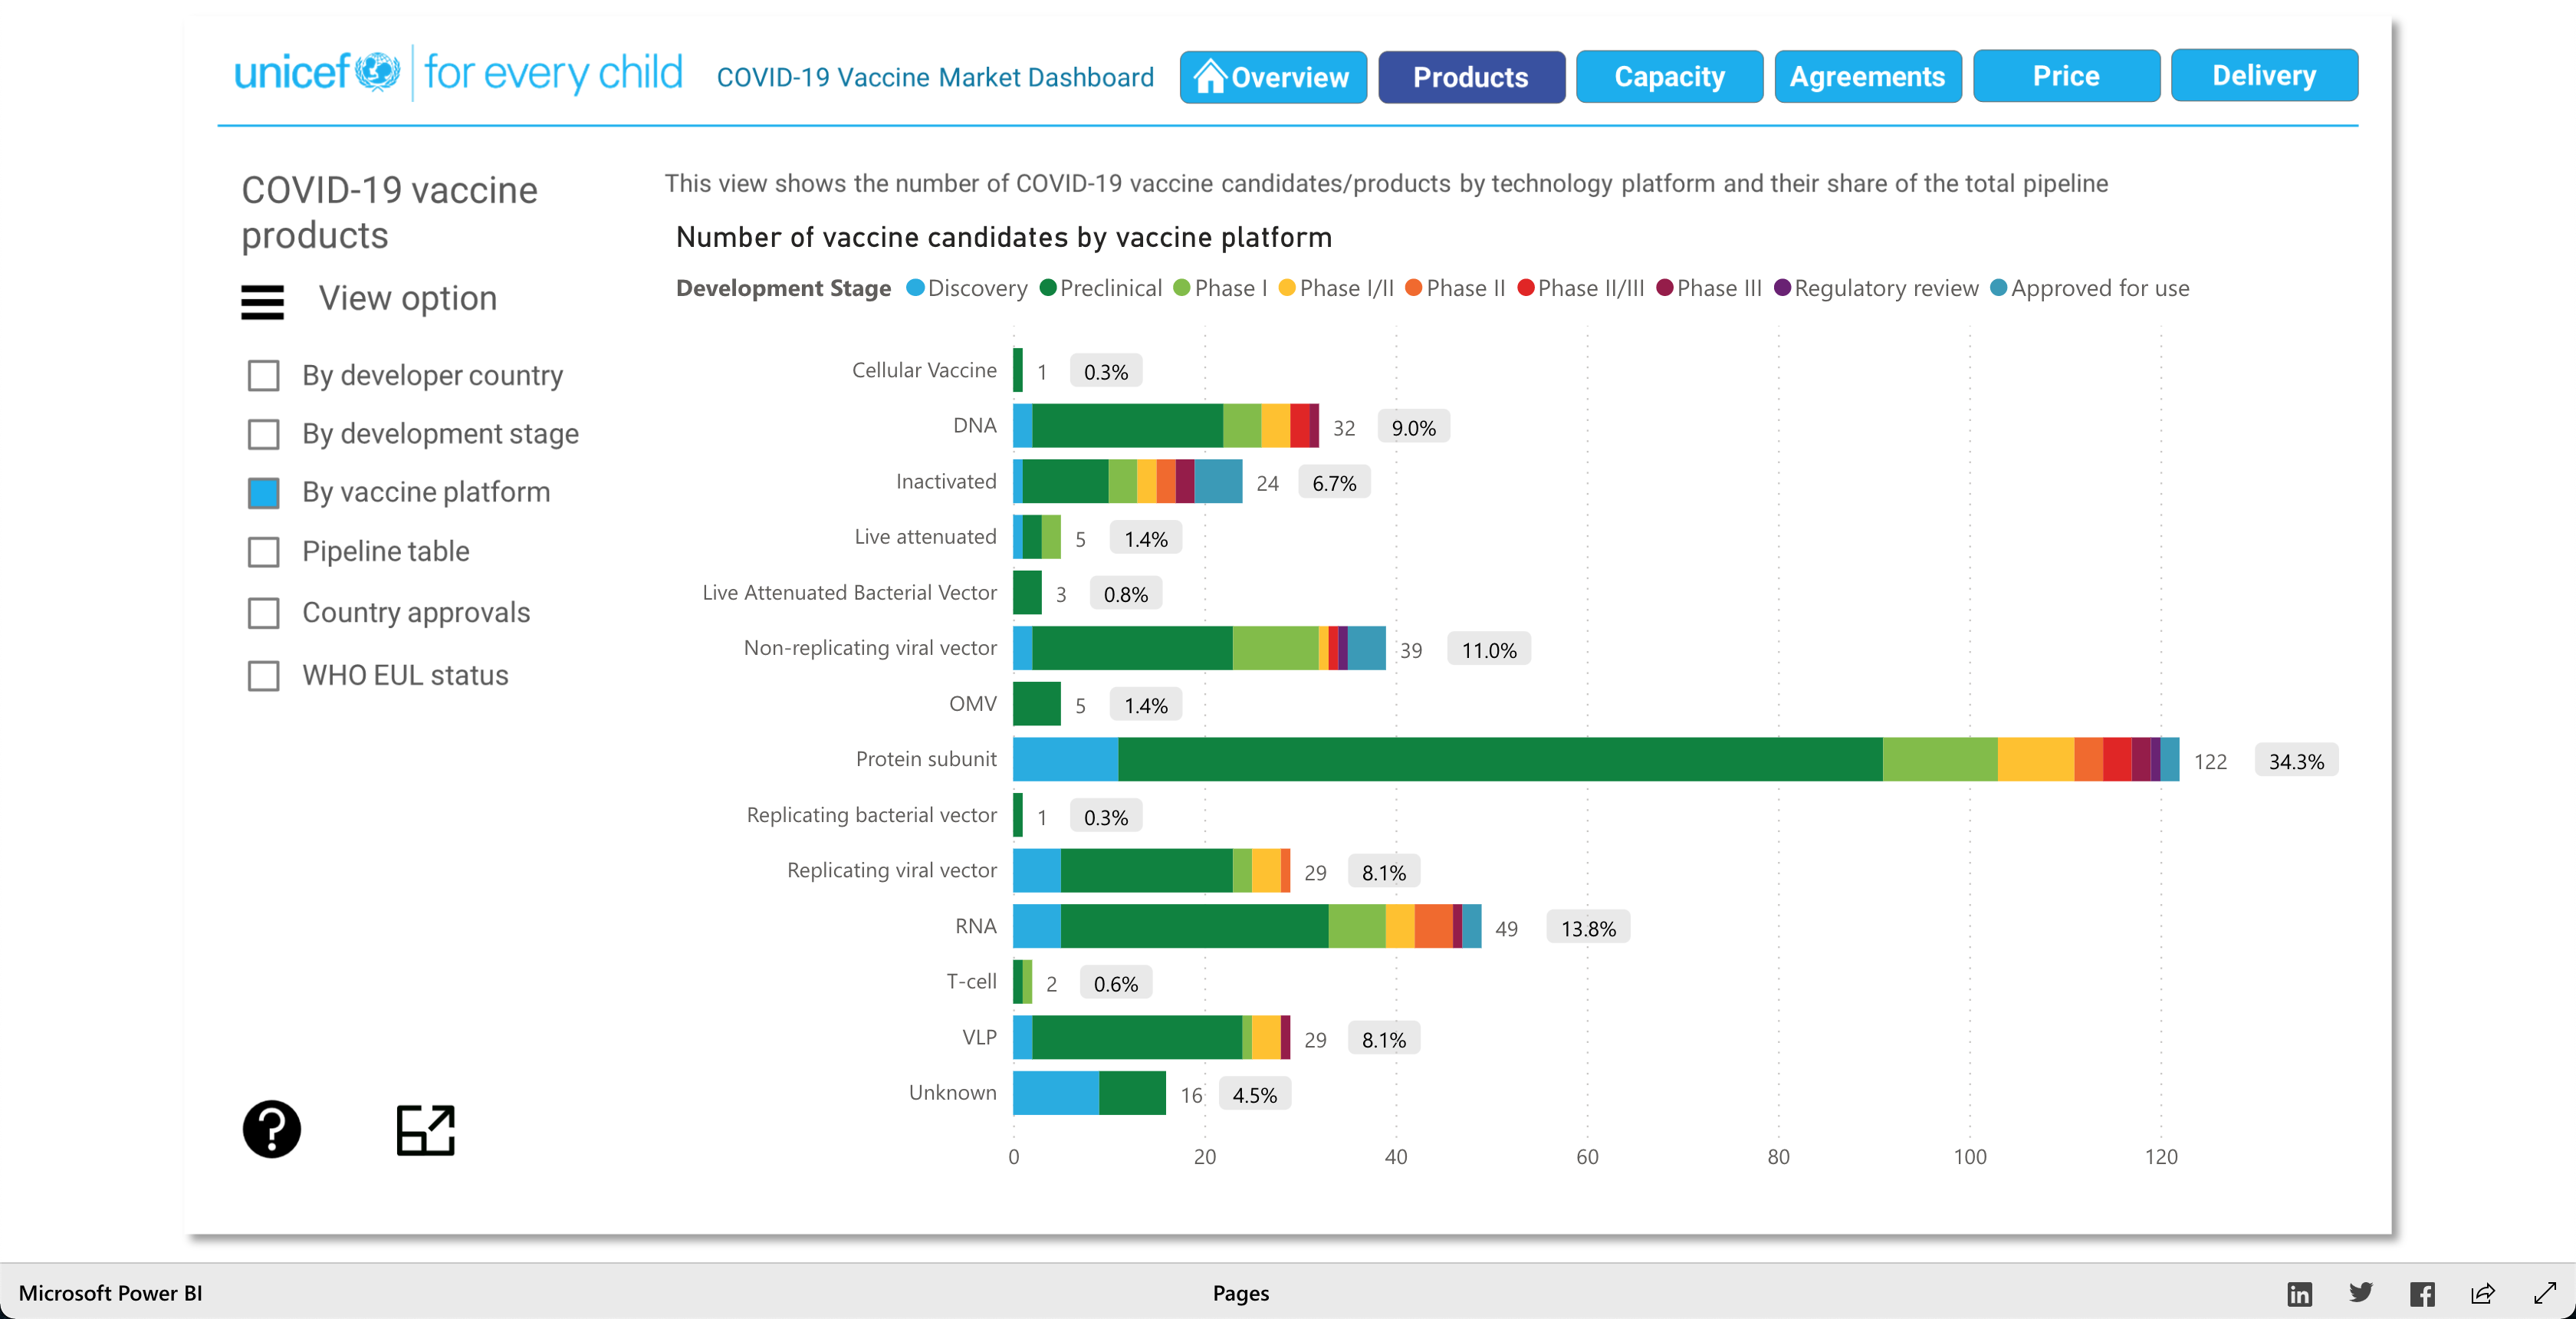 unicef for every child COVID-19 Vaccine Market Dashboard Overview Products Capacity Agreements Price Delivery
COVID-19 vaccine
products
View option
By developer country
By development stage
By vaccine platform
Pipeline table
Country approvals
WHO EUL status
This view shows the number of COVID-19 vaccine candidates/products by technology platform and their share of the total pipeline
Number of vaccine candidates by vaccine platform
Development Stage Discovery Preclinical Phase I Phase I/II Phase II Phase II/III Phase III Regulatory review Approved for use
Cellular Vaccine 1 0.3%
DNA 32 9.0%
Inactivated 24 6.7%
Live attenuated 5 1.4%
Live Attenuated Bacterial Vector 3 0.8%
Non-replicating viral vector 39 11.0%
OMV 5 1.4%
Protein subunit 122 34.3%
Replicating bacterial vector 1 0.3%
Replicating viral vector 29 8.1%
RNA 49 13.8%
T-cell 2 0.6%
VLP 29 8.1%
Unknown 16 4.5%
0 20 40 60 80 100 120
?
Microsoft Power BI Pages